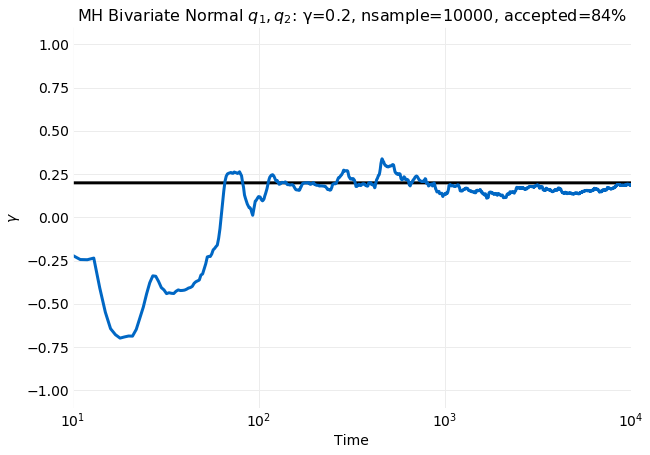 MH Bivariate Normal q₁, q₂: γ=0.2, nsample=10000, accepted=84%
1.00
0.75
0.50
0.25
0.00
−0.25
−0.50
−0.75
−1.00
γ
10¹ 10² 10³ 10⁴
Time